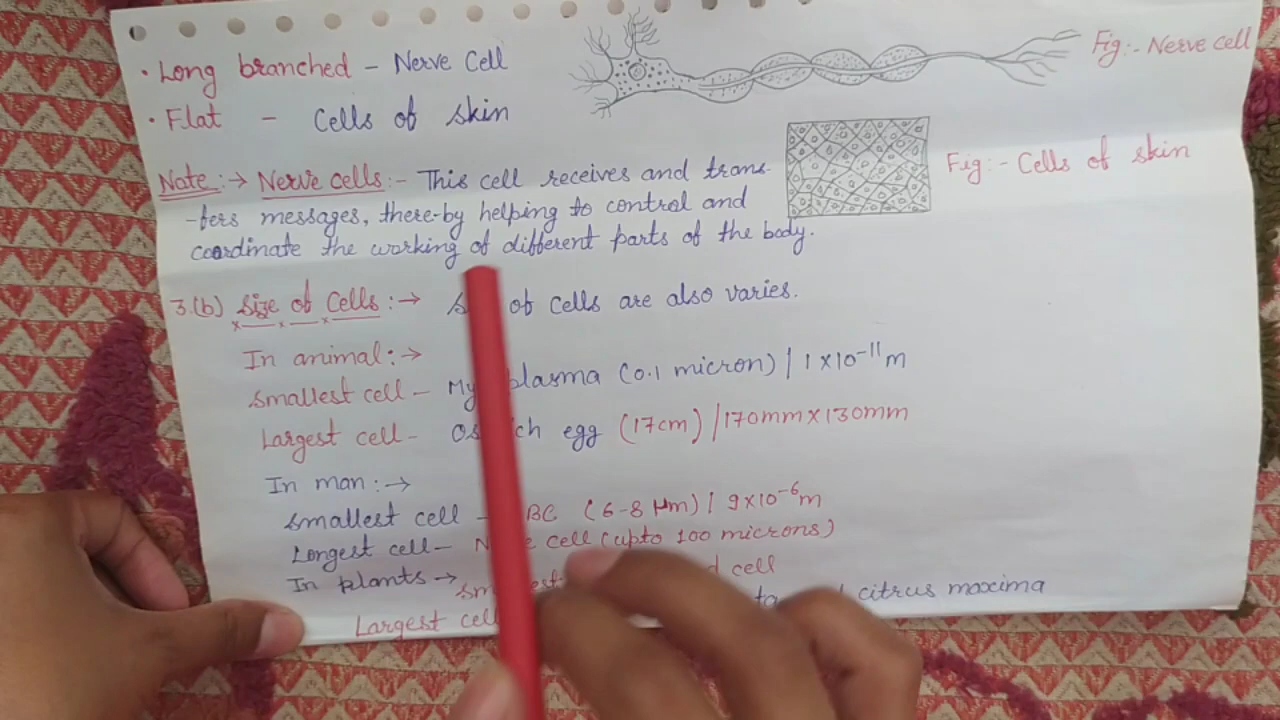 • Long branched - Nerve Cell
Fig:- Nerve cell
• Flat - Cells of skin
Fig:- Cells of skin
Note:→ Nerve cells:- This cell receives and trans-
-fers messages, there-by helping to control and
coordinate the working of different parts of the body.
3.(b) Size of Cells:→ of cells are also varies.
In animal:→
Smallest cell - plasma (0.1 micron) / 1×10⁻¹¹m
Largest cell - egg (17cm) / 170mm×130mm
In man:→
Smallest cell - BC (6-8 μm) / 9×10⁻⁶m
Longest cell - cell (upto 100 microns)
In plants → cell
Largest cell citrus maxima